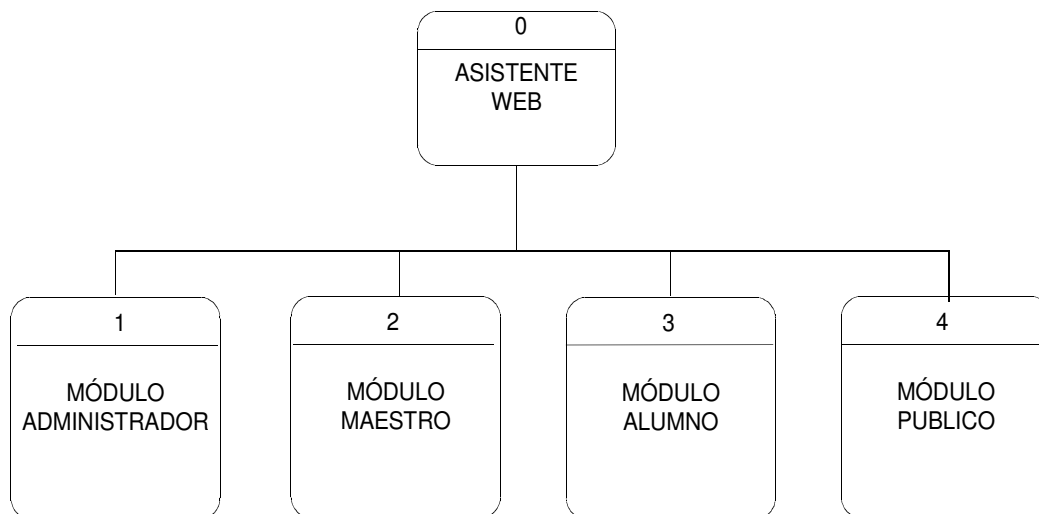 0
ASISTENTE
WEB
1
MÓDULO
ADMINISTRADOR
2
MÓDULO
MAESTRO
3
MÓDULO
ALUMNO
4
MÓDULO
PUBLICO